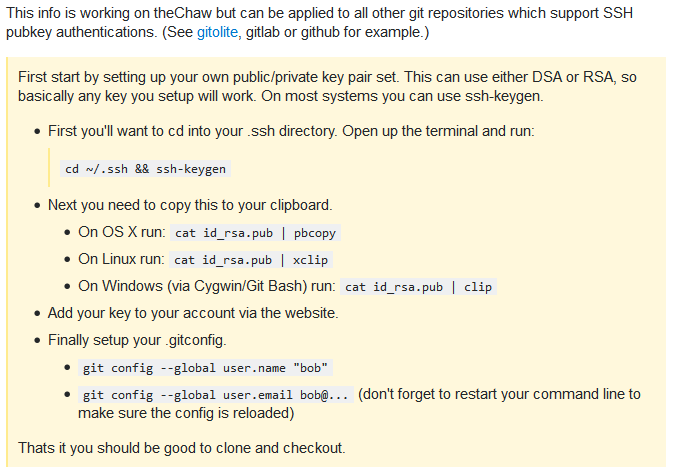 This info is working on theChaw but can be applied to all other git repositories which support SSH
pubkey authentications. (See gitolite, gitlab or github for example.)
First start by setting up your own public/private key pair set. This can use either DSA or RSA, so
basically any key you setup will work. On most systems you can use ssh-keygen.
• First you'll want to cd into your .ssh directory. Open up the terminal and run:
cd ~/.ssh && ssh-keygen
• Next you need to copy this to your clipboard.
• On OS X run: cat id_rsa.pub | pbcopy
• On Linux run: cat id_rsa.pub | xclip
• On Windows (via Cygwin/Git Bash) run: cat id_rsa.pub | clip
• Add your key to your account via the website.
• Finally setup your .gitconfig.
• git config --global user.name "bob"
• git config --global user.email bob@... (don't forget to restart your command line to
make sure the config is reloaded)
Thats it you should be good to clone and checkout.